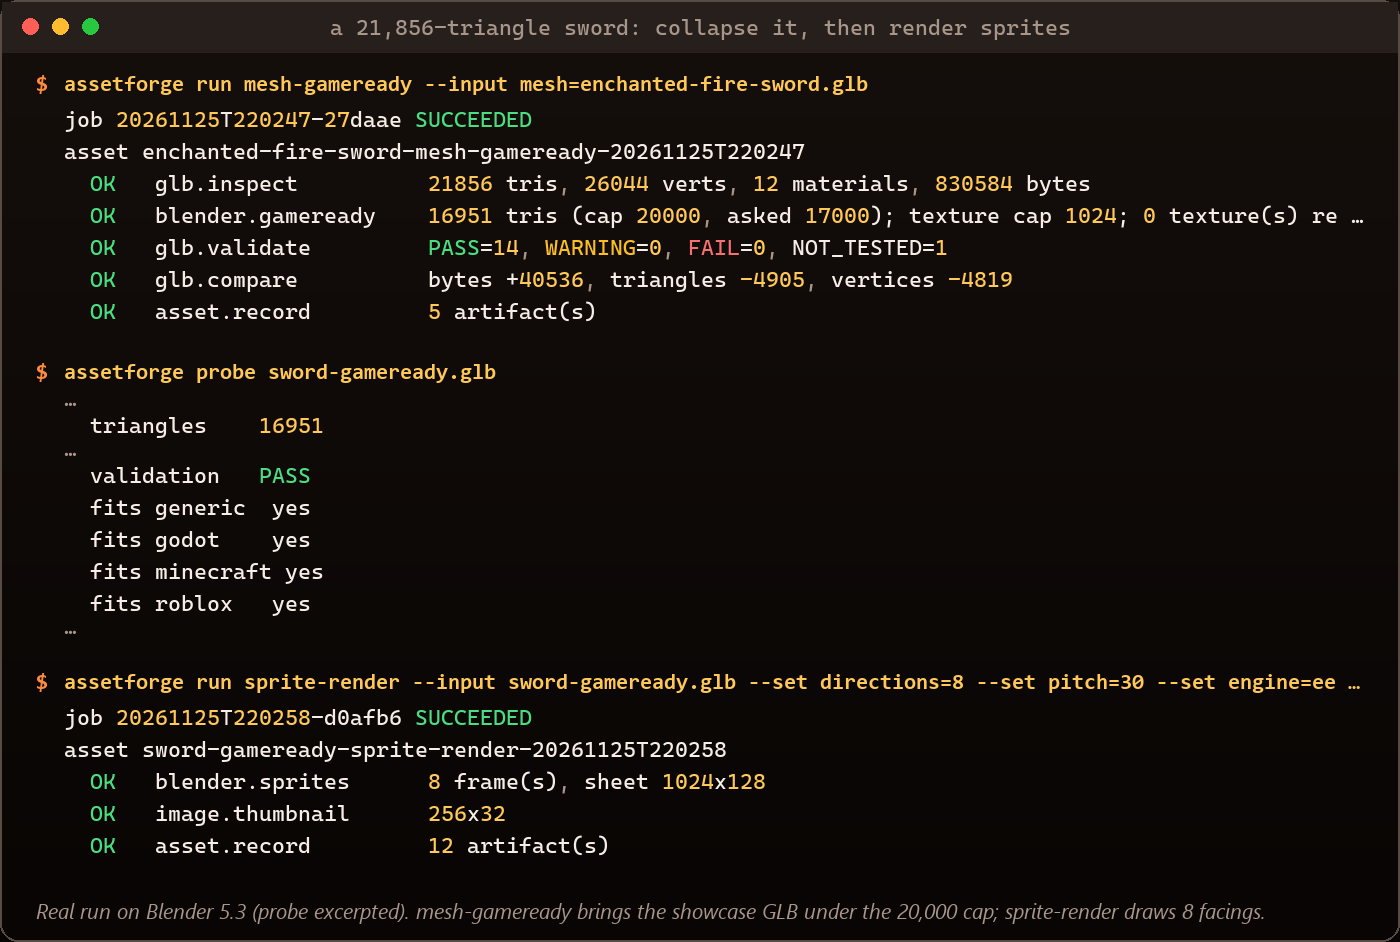 a 21,856-triangle sword: collapse it, then render sprites
$ assetforge run mesh-gameready --input mesh=enchanted-fire-sword.glb
job 20261125T220247-27daae SUCCEEDED
asset enchanted-fire-sword-mesh-gameready-20261125T220247
OK glb.inspect 21856 tris, 26044 verts, 12 materials, 830584 bytes
OK blender.gameready 16951 tris (cap 20000, asked 17000); texture cap 1024; 0 texture(s) re …
OK glb.validate PASS=14, WARNING=0, FAIL=0, NOT_TESTED=1
OK glb.compare bytes +40536, triangles -4905, vertices -4819
OK asset.record 5 artifact(s)
$ assetforge probe sword-gameready.glb
…
triangles 16951
…
validation PASS
fits generic yes
fits godot yes
fits minecraft yes
fits roblox yes
…
$ assetforge run sprite-render --input sword-gameready.glb --set directions=8 --set pitch=30 --set engine=ee …
job 20261125T220258-d0afb6 SUCCEEDED
asset sword-gameready-sprite-render-20261125T220258
OK blender.sprites 8 frame(s), sheet 1024x128
OK image.thumbnail 256x32
OK asset.record 12 artifact(s)
Real run on Blender 5.3 (probe excerpted). mesh-gameready brings the showcase GLB under the 20,000 cap; sprite-render draws 8 facings.